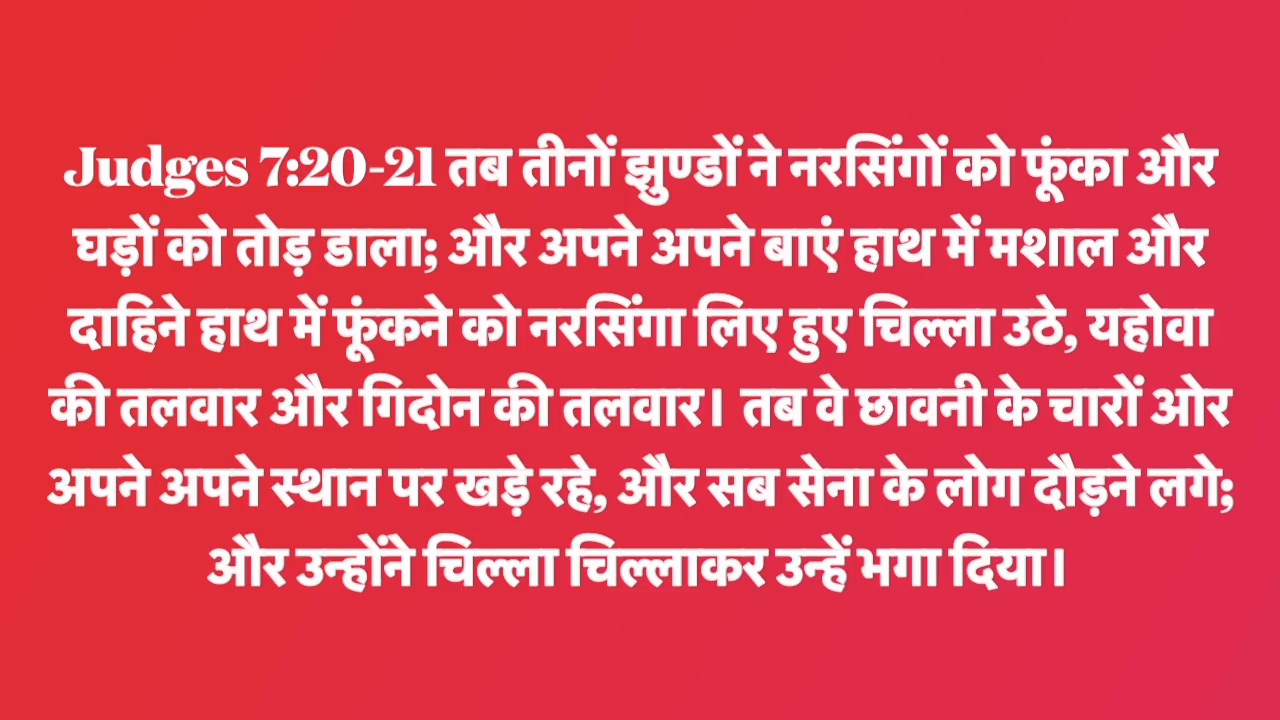 Judges 7:20-21 तब तीनों झुण्डों ने नरसिंगों को फूंका और
घड़ों को तोड़ डाला; और अपने अपने बाएं हाथ में मशाल और
दाहिने हाथ में फूंकने को नरसिंगा लिए हुए चिल्ला उठे, यहोवा
की तलवार और गिदोन की तलवार। तब वे छावनी के चारों ओर
अपने अपने स्थान पर खड़े रहे, और सब सेना के लोग दौड़ने लगे;
और उन्होंने चिल्ला चिल्लाकर उन्हें भगा दिया।